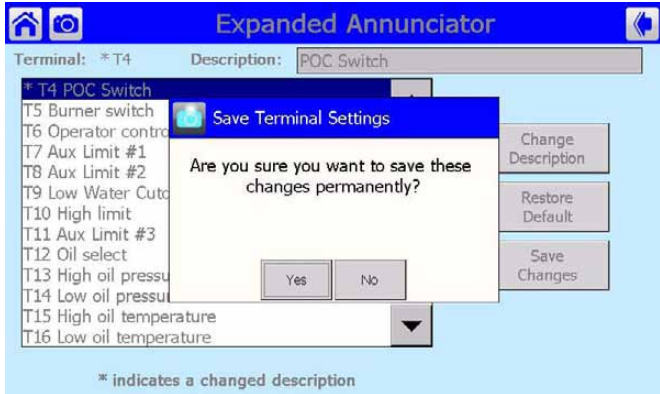 Expanded Annunciator
Terminal: * T4 Description: POC Switch
* T4 POC Switch
T5 Burner switch
T6 Operator contro
T7 Aux Limit #1
T8 Aux Limit #2
T9 Low Water Cuto
T10 High limit
T11 Aux Limit #3
T12 Oil select
T13 High oil pressu
T14 Low oil pressu
T15 High oil temperature
T16 Low oil temperature
Save Terminal Settings
Are you sure you want to save these
changes permanently?
Yes No
Change
Description
Restore
Default
Save
Changes
* indicates a changed description